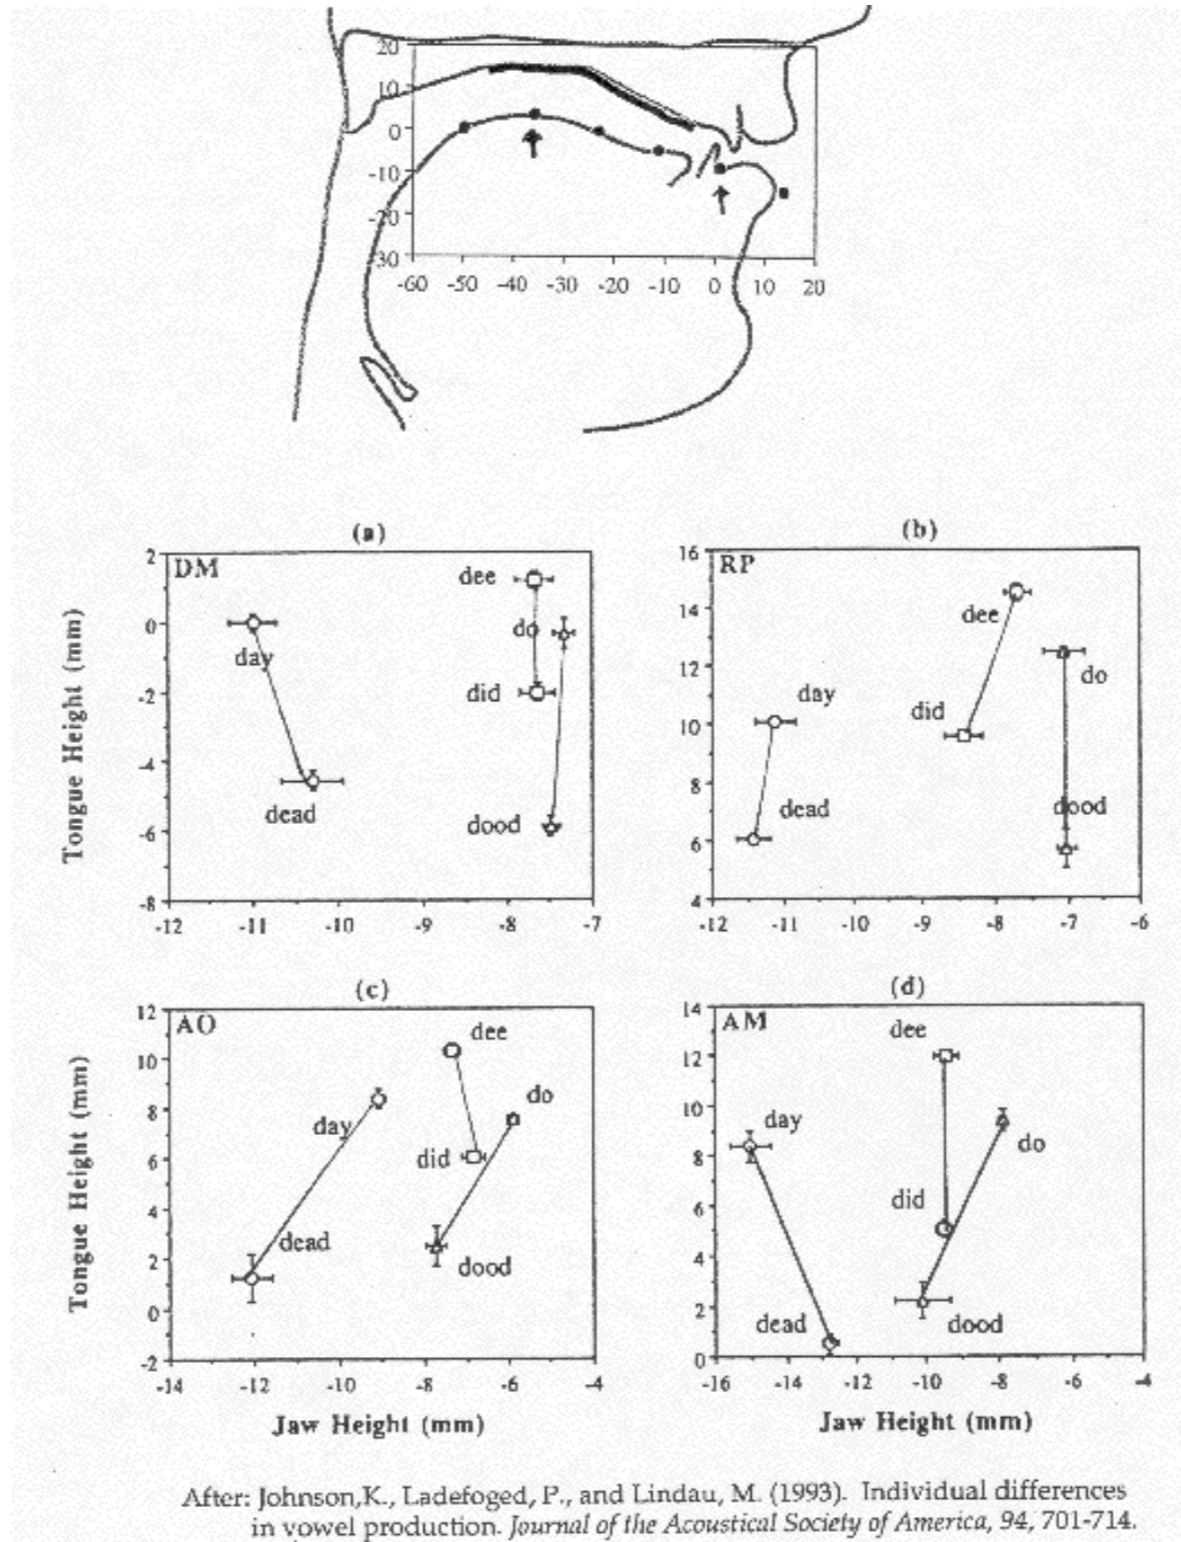 20
10
0
-10
-20
30
-60 -50 -40 -30 -20 -10 0 10 20
(a)
DM
Tongue Height (mm)
2
0
-2
-4
-6
-8
dee
do
day
did
dead
dood
-12 -11 -10 -9 -8 -7
(b)
RP
16
14
12
10
8
6
4
dee
do
day
did
dead
dood
-12 -11 -10 -9 -8 -7 -6
(c)
AO
Tongue Height (mm)
12
10
8
6
4
2
0
-2
dee
do
day
did
dead
dood
-14 -12 -10 -8 -6 -4
Jaw Height (mm)
(d)
AM
14
12
10
8
6
4
2
0
dee
day
do
did
dead
dood
-16 -14 -12 -10 -8 -6 -4
Jaw Height (mm)
After: Johnson,K., Ladefoged, P., and Lindau, M. (1993). Individual differences
in vowel production. Journal of the Acoustical Society of America, 94, 701-714.